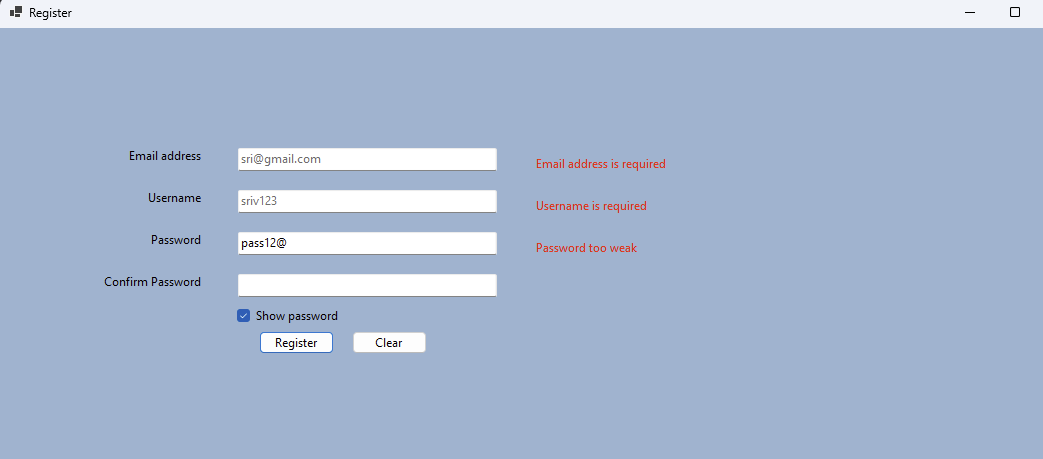 Register
Email address sri@gmail.com Email address is required
Username sriv123 Username is required
Password pass12@ Password too weak
Confirm Password
Show password
Register Clear